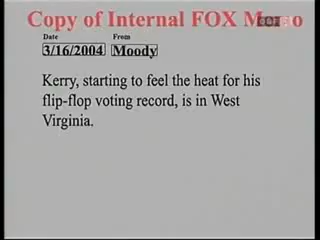 Copy of Internal FOX Memo
Date From
3/16/2004 Moody
Kerry, starting to feel the heat for his
flip-flop voting record, is in West
Virginia.